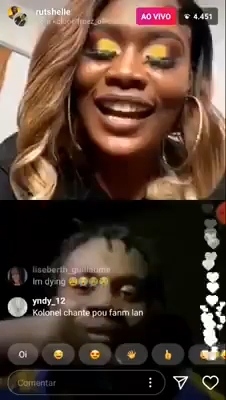 rutshelle
AO VIVO
4.451
liseberth_guillaume
Im dying 😂😂😂😂
yndy_12
Kolonel chante pou fanm lan
Oi
Comentar